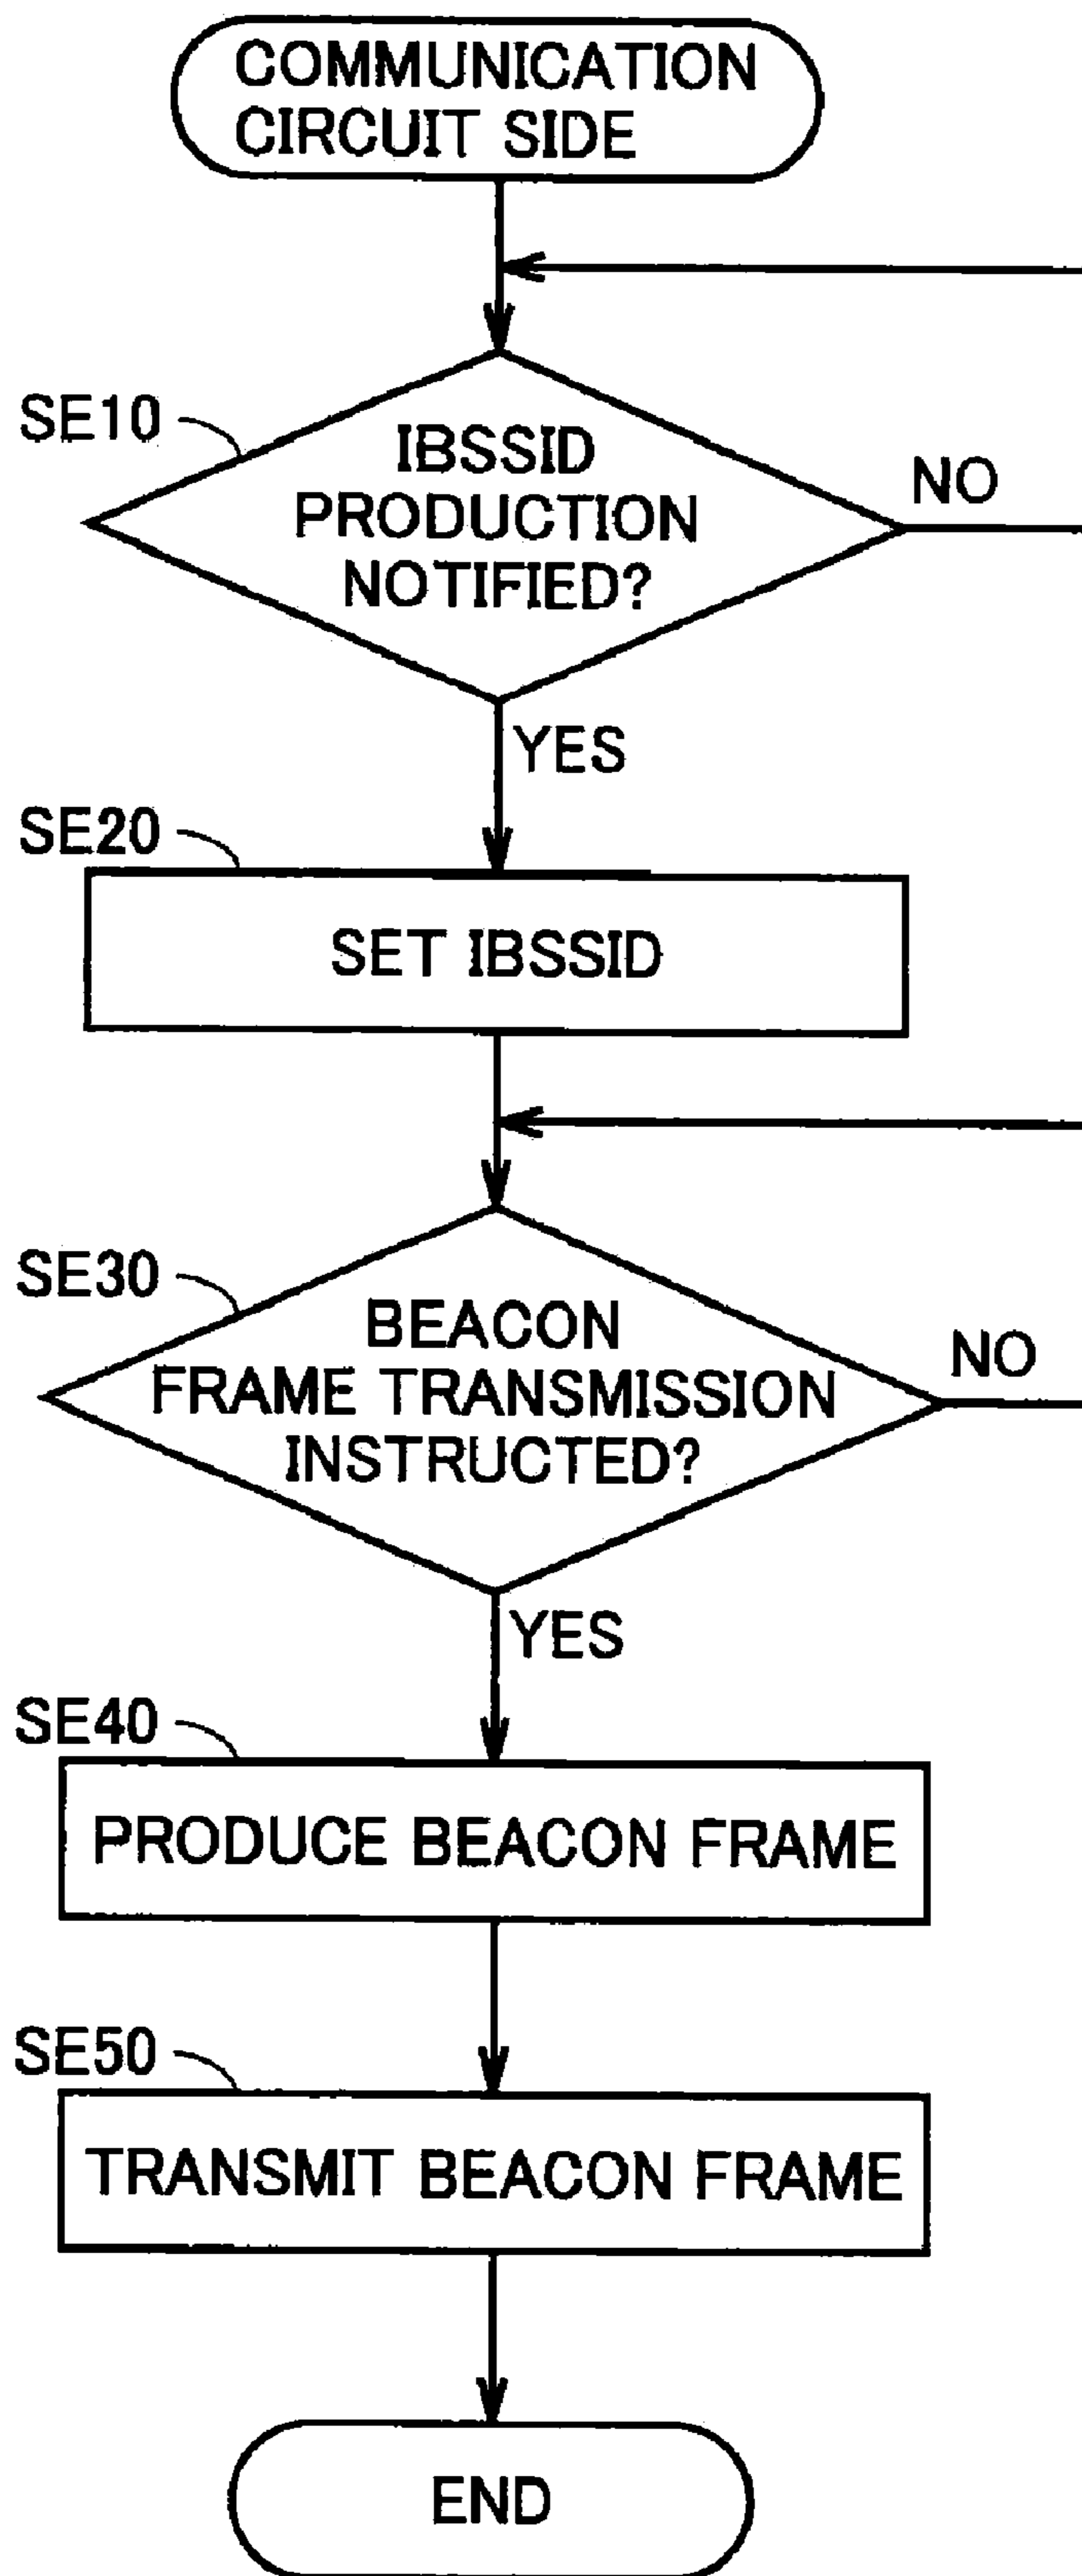 COMMUNICATION
CIRCUIT SIDE
SE10
IBSSID
PRODUCTION
NOTIFIED?
NO
YES
SE20
SET IBSSID
SE30
BEACON
FRAME TRANSMISSION
INSTRUCTED?
NO
YES
SE40
PRODUCE BEACON FRAME
SE50
TRANSMIT BEACON FRAME
END